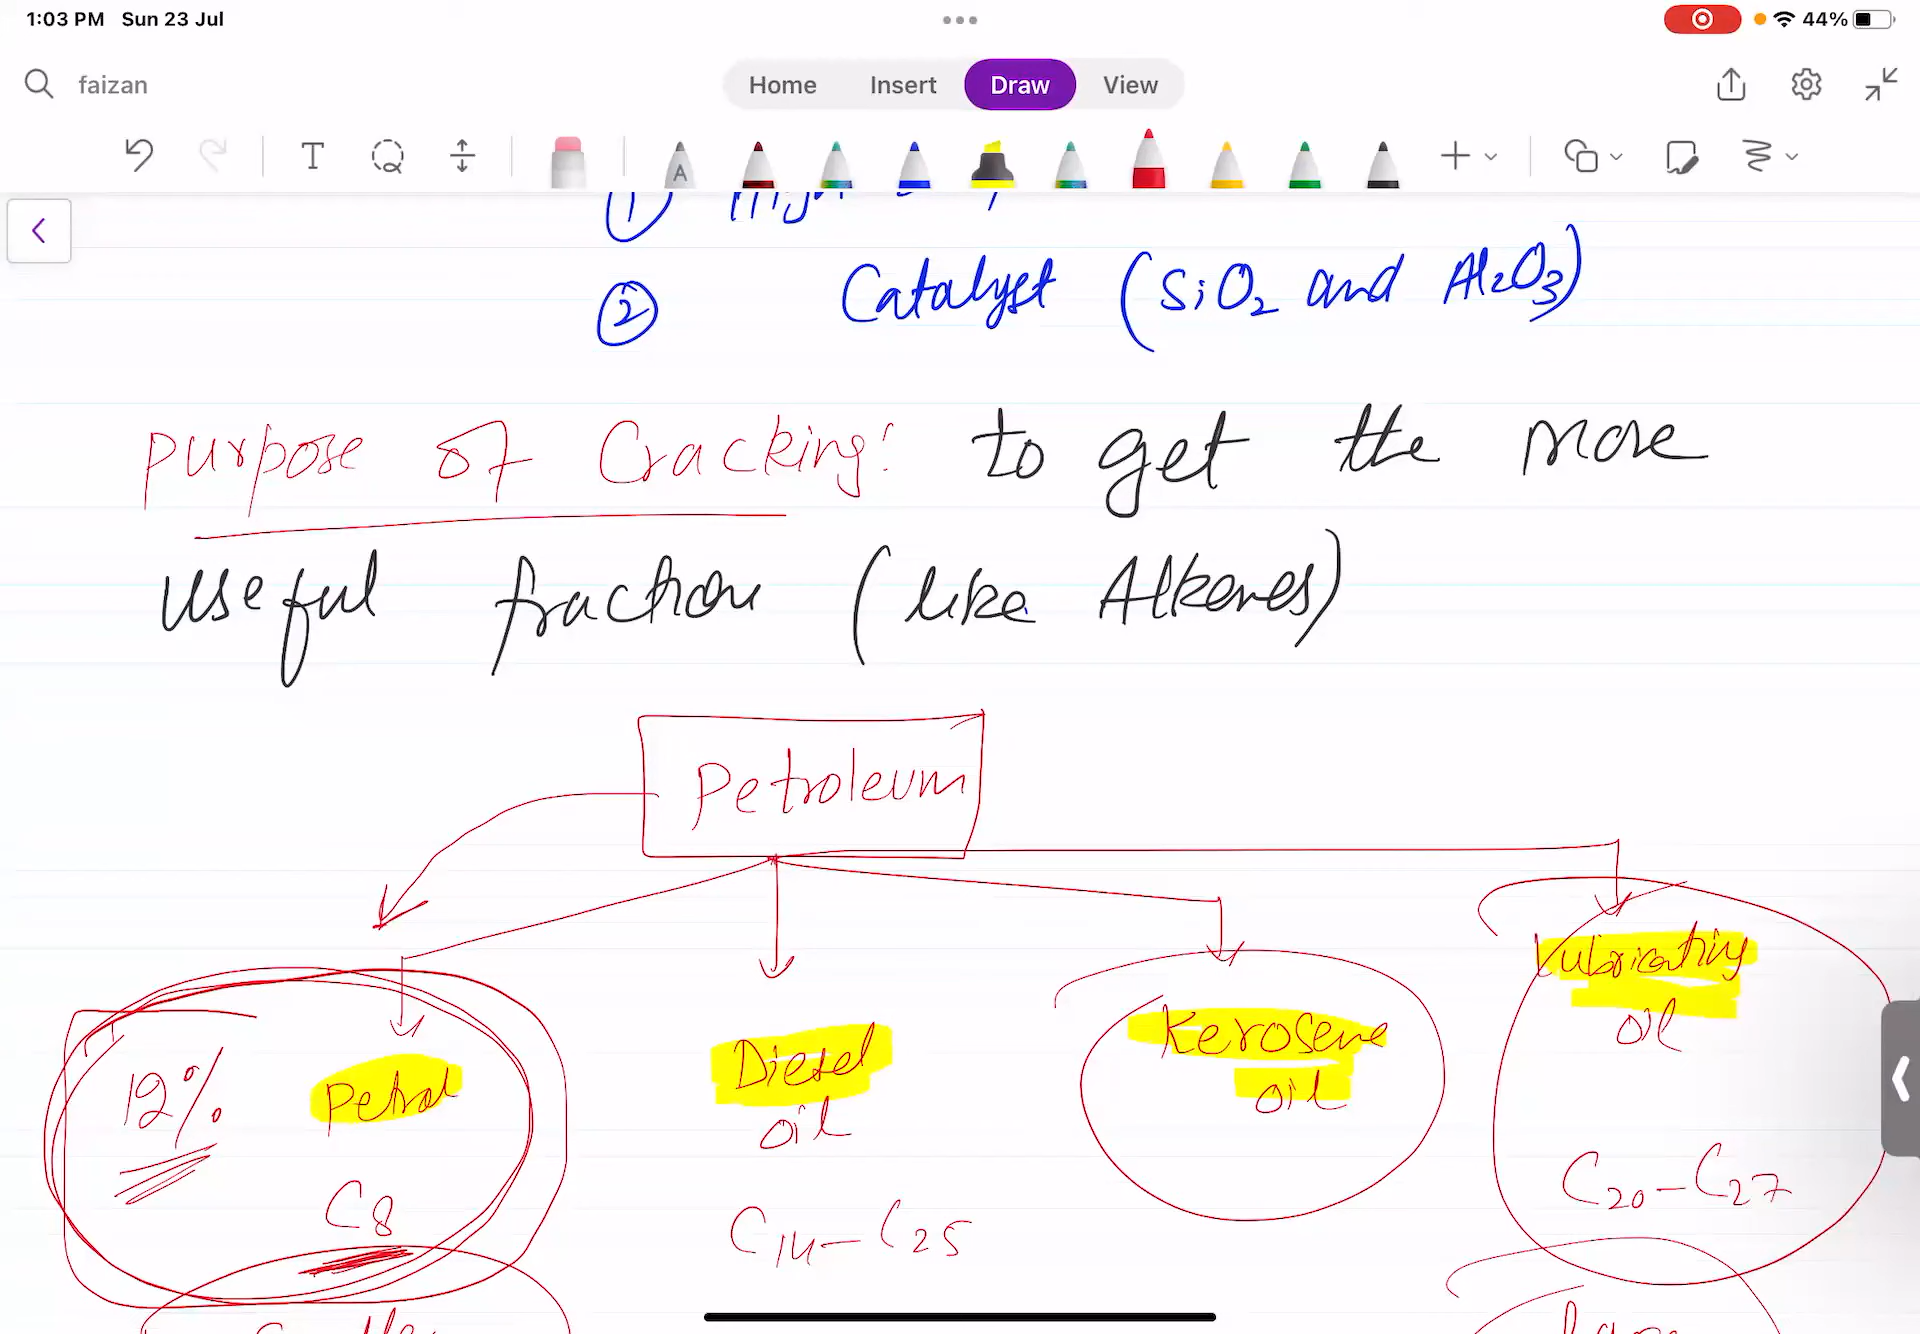 1:03 PM Sun 23 Jul
44%
faizan
Home Insert Draw View
T
A
①
② Catalyst (SiO2 and Al2O3)
Purpose of Cracking: to get the more
useful fraction (like Alkenes)
Petroleum
Lubricating
oil
Kerosene
oil
Diesel
oil
12% Petrol
C20-C27
C8
C14-C25